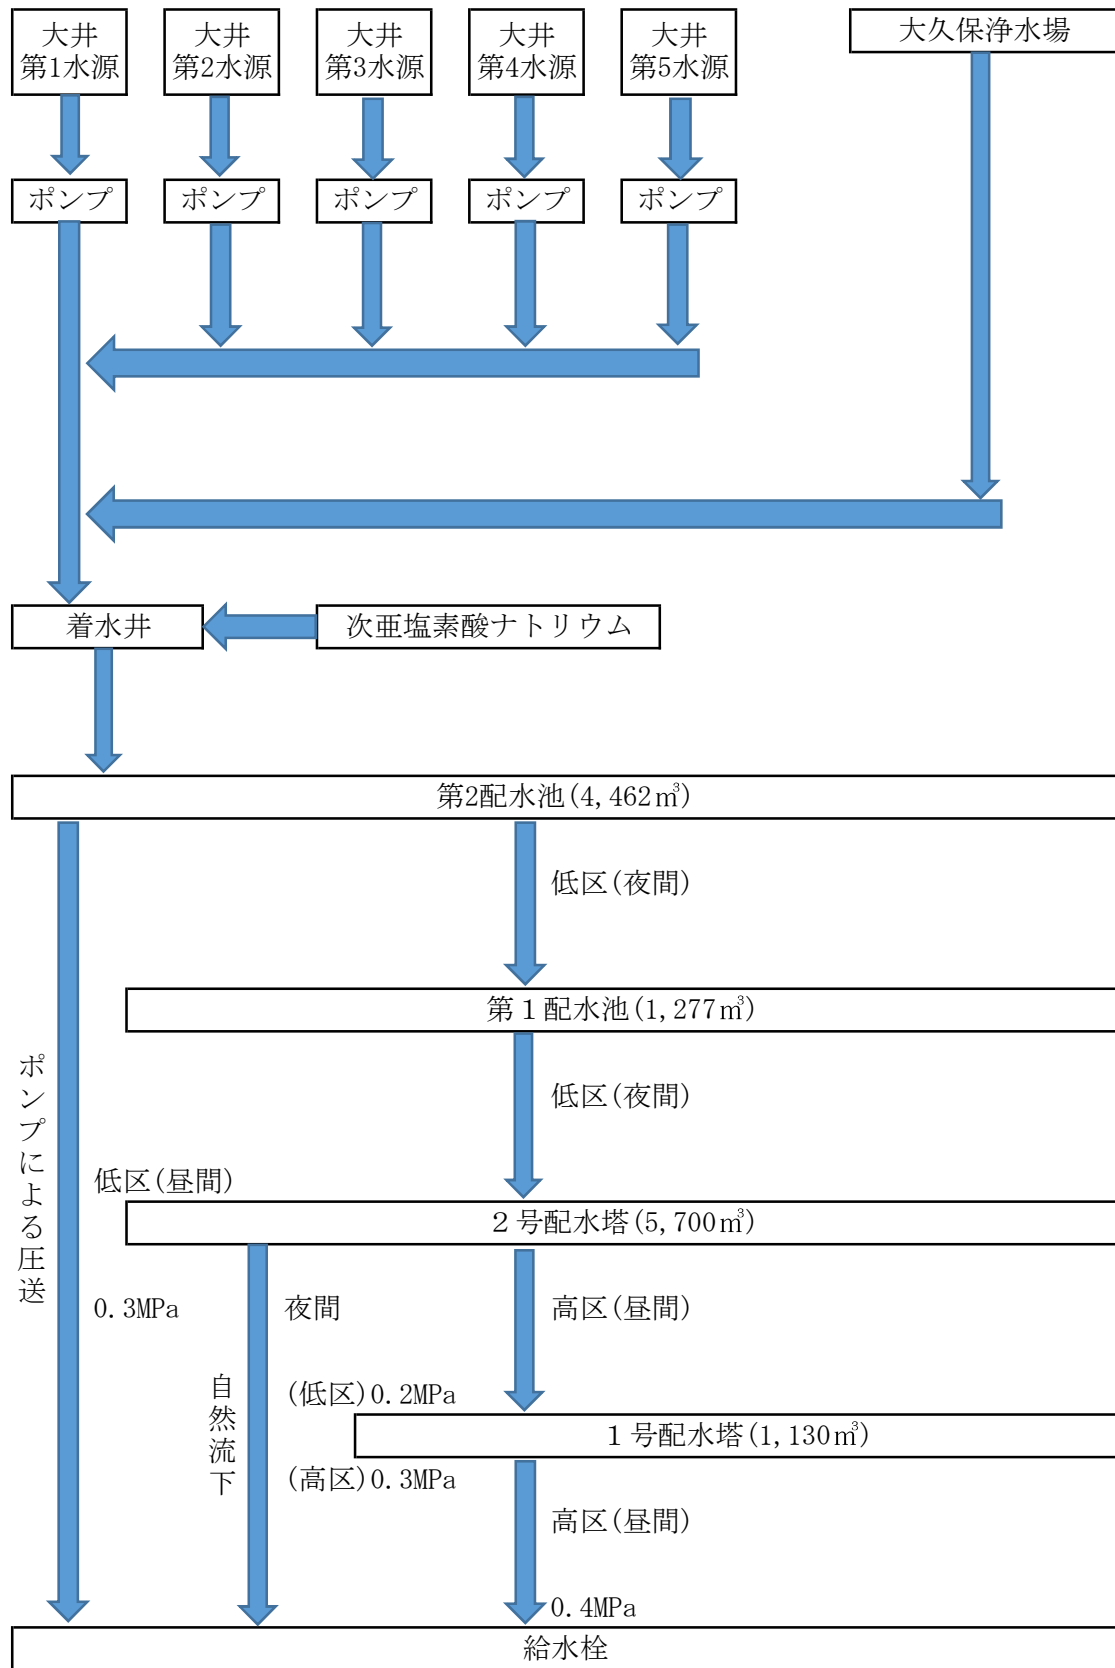 大井
第1水源
大井
第2水源
大井
第3水源
大井
第4水源
大井
第5水源
大久保浄水場
ポンプ
ポンプ
ポンプ
ポンプ
ポンプ
着水井
次亜塩素酸ナトリウム
第2配水池(4,462㎥)
低区(夜間)
第１配水池(1,277㎥)
ポンプによる圧送
低区(夜間)
低区(昼間)
２号配水塔(5,700㎥)
0.3MPa
夜間
高区(昼間)
自然流下
(低区)0.2MPa
１号配水塔(1,130㎥)
(高区)0.3MPa
高区(昼間)
0.4MPa
給水栓